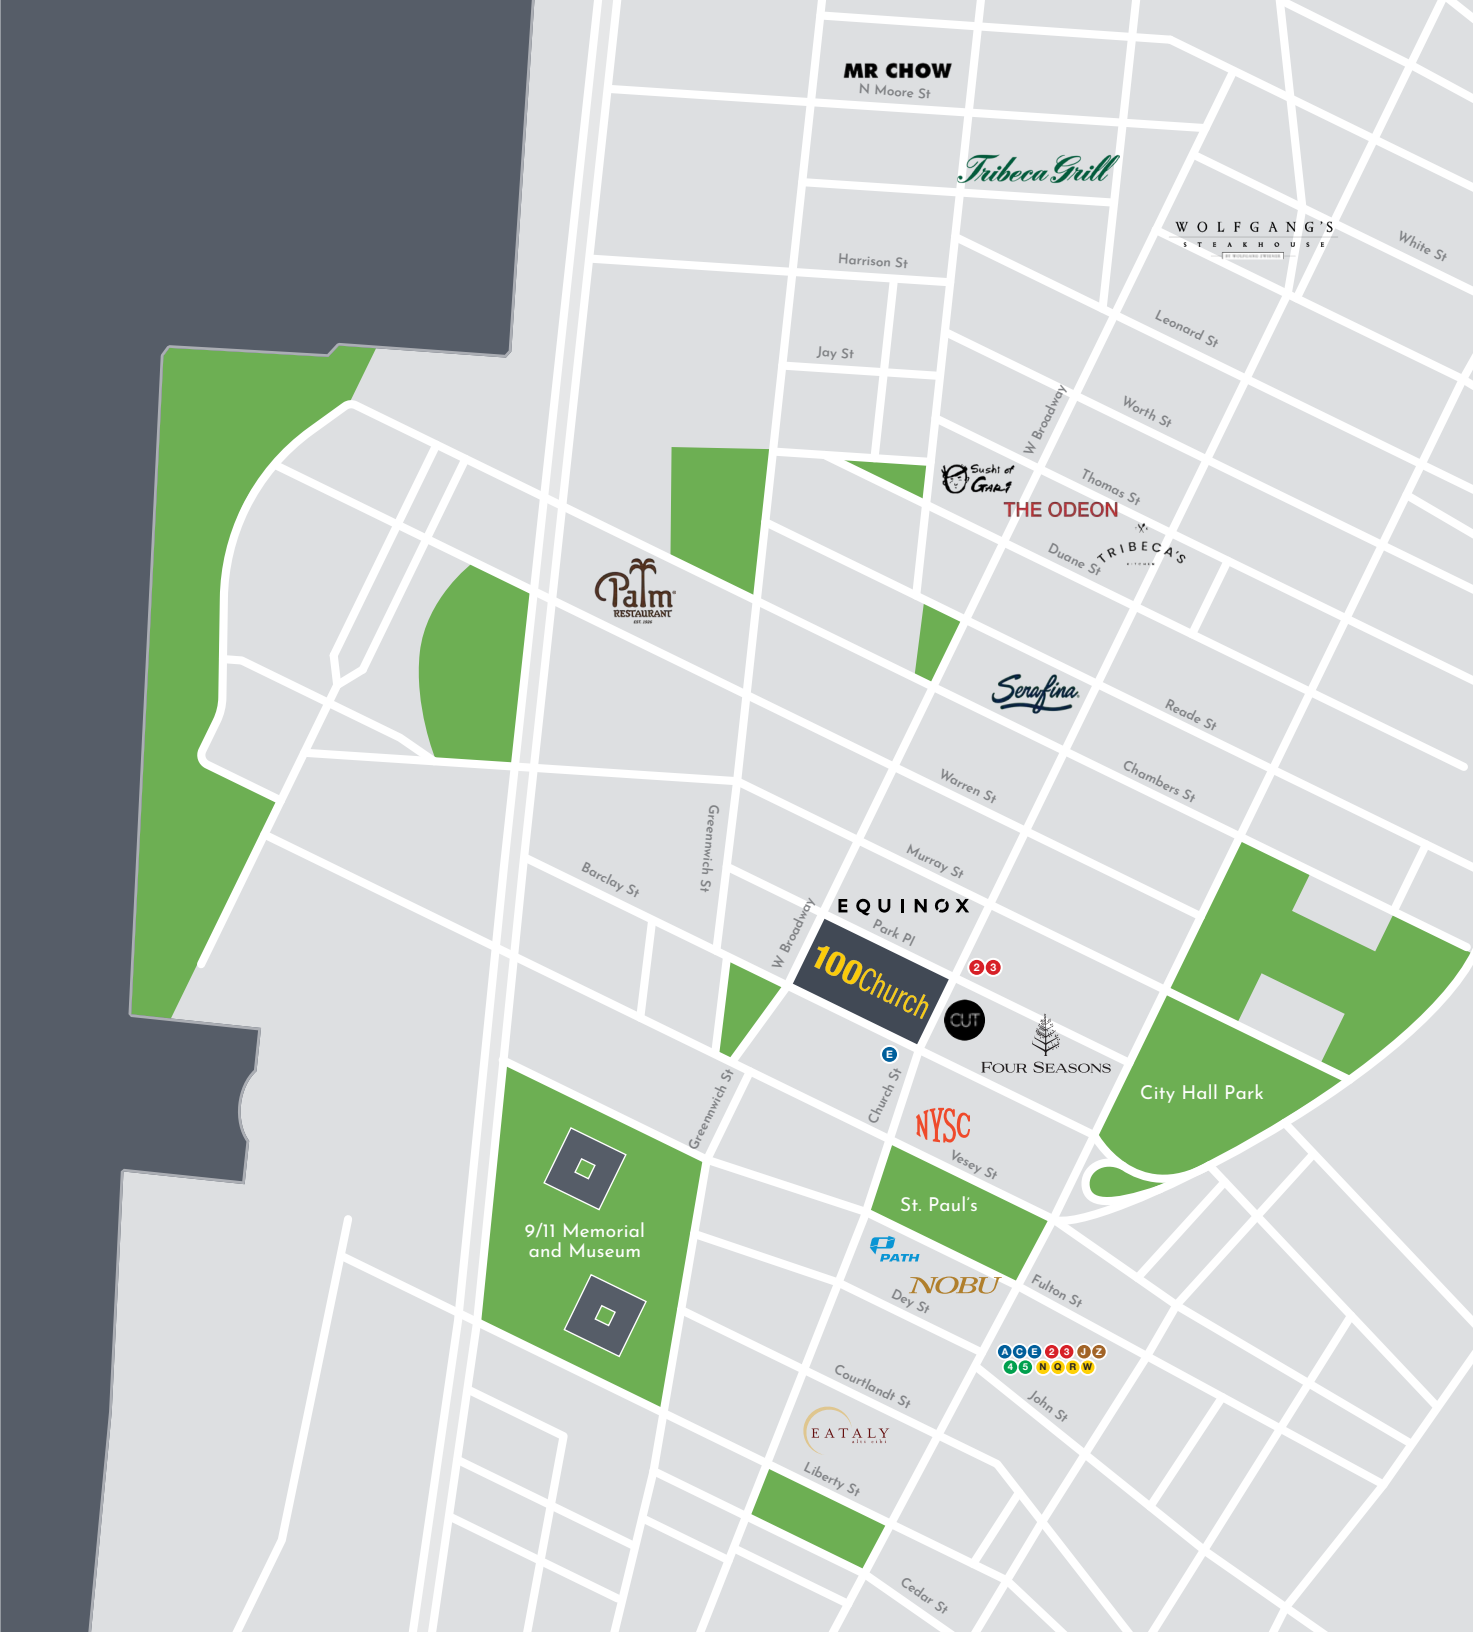 MR CHOW
N Moore St
Tribeca Grill
WOLFGANG'S
STEAKHOUSE
White St
Harrison St
Leonard St
Jay St
W Broadway
Worth St
Sushi of
GARI
Thomas St
THE ODEON
TRIBECA'S
KITCHEN
Duane St
Palm
RESTAURANT
EST. 1926
Serafina
Reade St
Chambers St
Warren St
Greenwich St
Murray St
Barclay St
EQUINOX
W Broadway
Park Pl
100Church
2 3
CUT
FOUR SEASONS
E
Church St
City Hall Park
Greenwich St
NYSC
Vesey St
St. Paul's
9/11 Memorial
and Museum
PATH
NOBU
Dey St
Fulton St
A C E 2 3 J Z
4 5 N Q R W
Courtlandt St
John St
EATALY
Liberty St
Cedar St